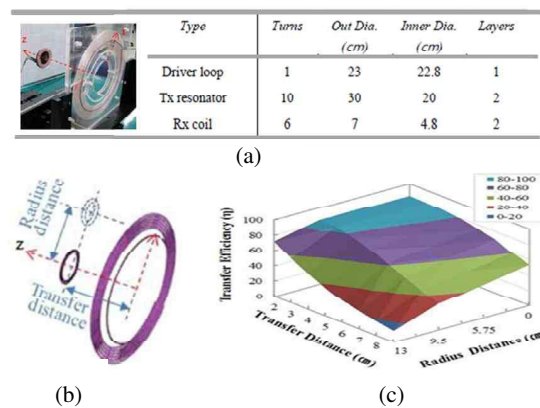 Type Turns Out Dia. (cm) Inner Dia. (cm) Layers
Driver loop 1 23 22.8 1
Tx resonator 10 30 20 2
Rx coil 6 7 4.8 2
(a)
Radius distance
z
Transfer distance
(b)
80-100
60-80
40-60
20-40
0-20
Transfer Efficiency (η)
100
80
60
40
20
0
2 3 4 5 6 7 8
Transfer Distance (cm)
13 9.5 5.75 0
Radius Distance (cm)
(c)